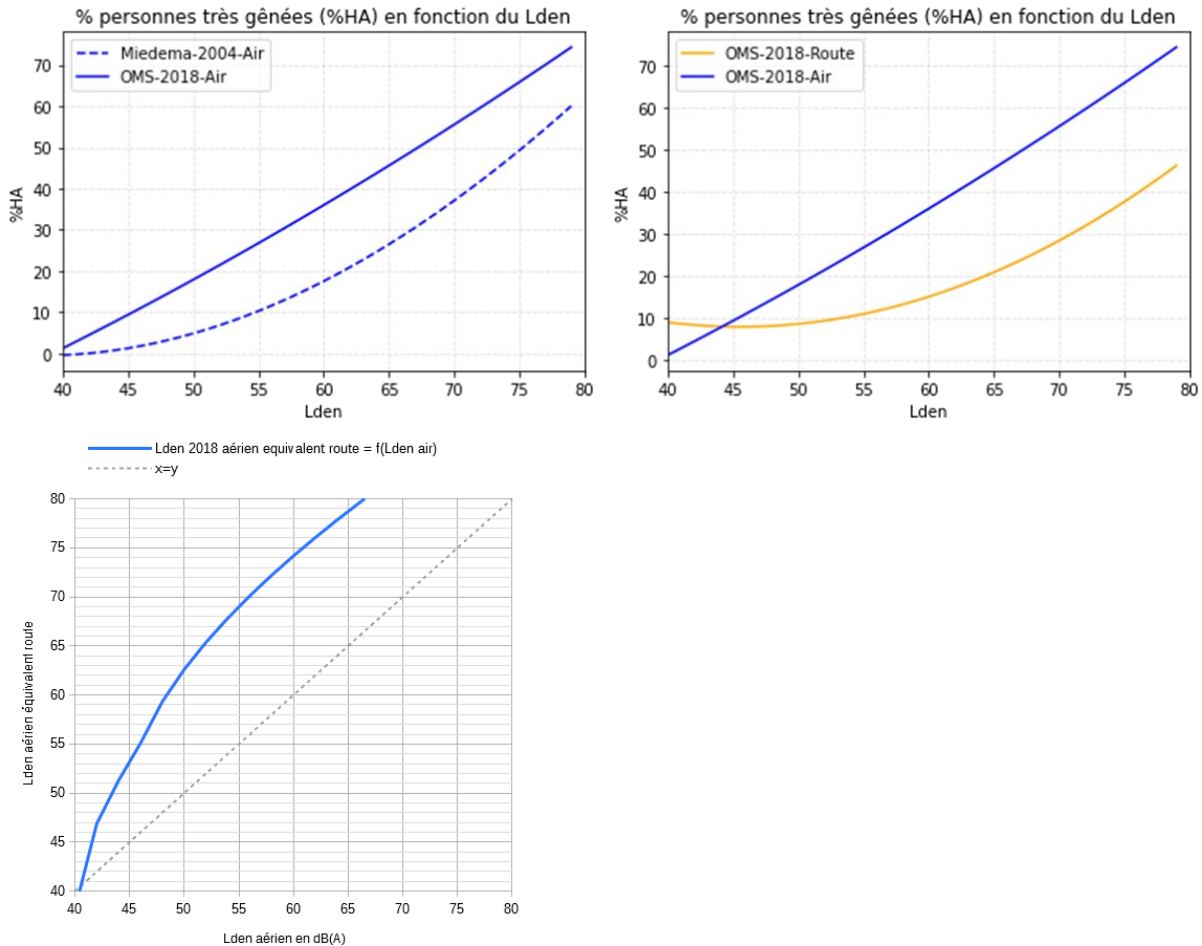 % personnes très gênées (%HA) en fonction du Lden
Miedema-2004-Air
OMS-2018-Air
70
60
50
40
30
20
10
0
%HA
40 45 50 55 60 65 70 75 80
Lden
% personnes très gênées (%HA) en fonction du Lden
OMS-2018-Route
OMS-2018-Air
70
60
50
40
30
20
10
0
%HA
40 45 50 55 60 65 70 75 80
Lden
Lden 2018 aérien equivalent route = f(Lden air)
x=y
80
75
70
65
60
55
50
45
40
Lden aérien équivalent route
40 45 50 55 60 65 70 75 80
Lden aérien en dB(A)